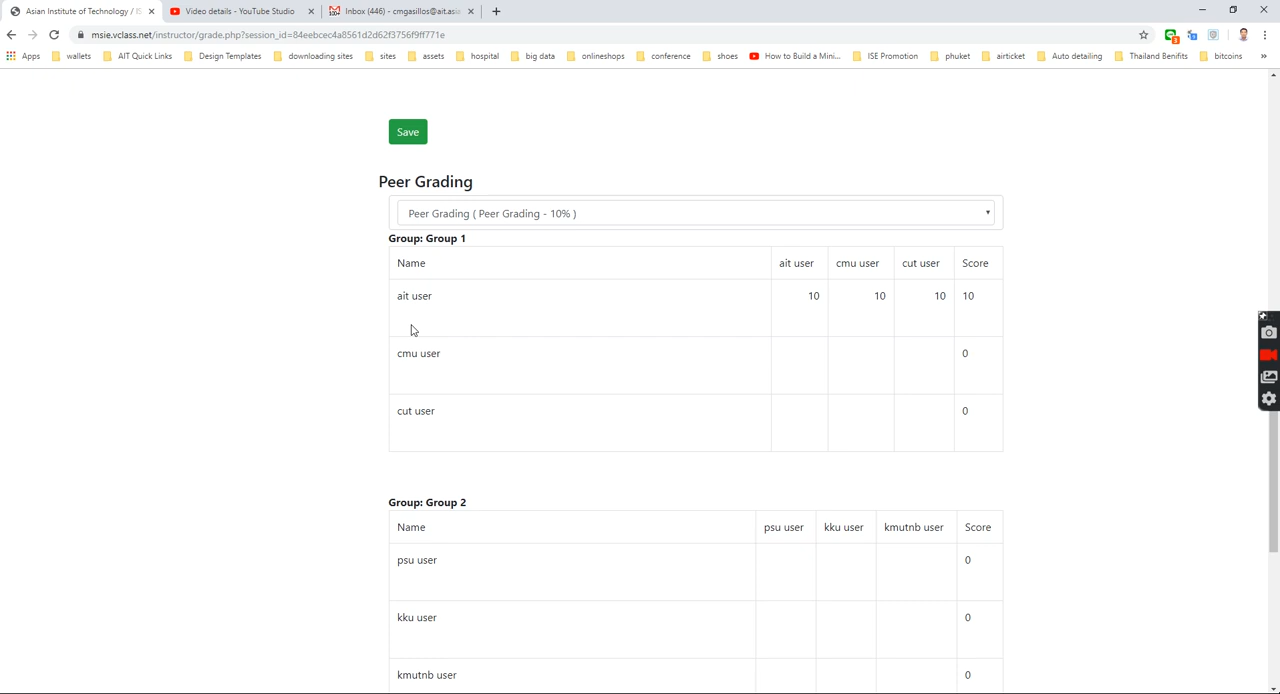 Asian Institute of Technology / IS
Video details - YouTube Studio
Inbox (446) - cmgasillos@ait.asia
msie.vclass.net/instructor/grade.php?session_id=84eebcec4a8561d2d62f3756f9ff771e
Apps wallets AIT Quick Links Design Templates downloading sites sites assets hospital big data onlineshops conference shoes How to Build a Mini... ISE Promotion phuket airticket Auto detailing Thailand Benifits bitcoins »
Save
Peer Grading
Peer Grading ( Peer Grading - 10% )
Group: Group 1
Name ait user cmu user cut user Score
ait user 10 10 10 10
cmu user 0
cut user 0
Group: Group 2
Name psu user kku user kmutnb user Score
psu user 0
kku user 0
kmutnb user 0